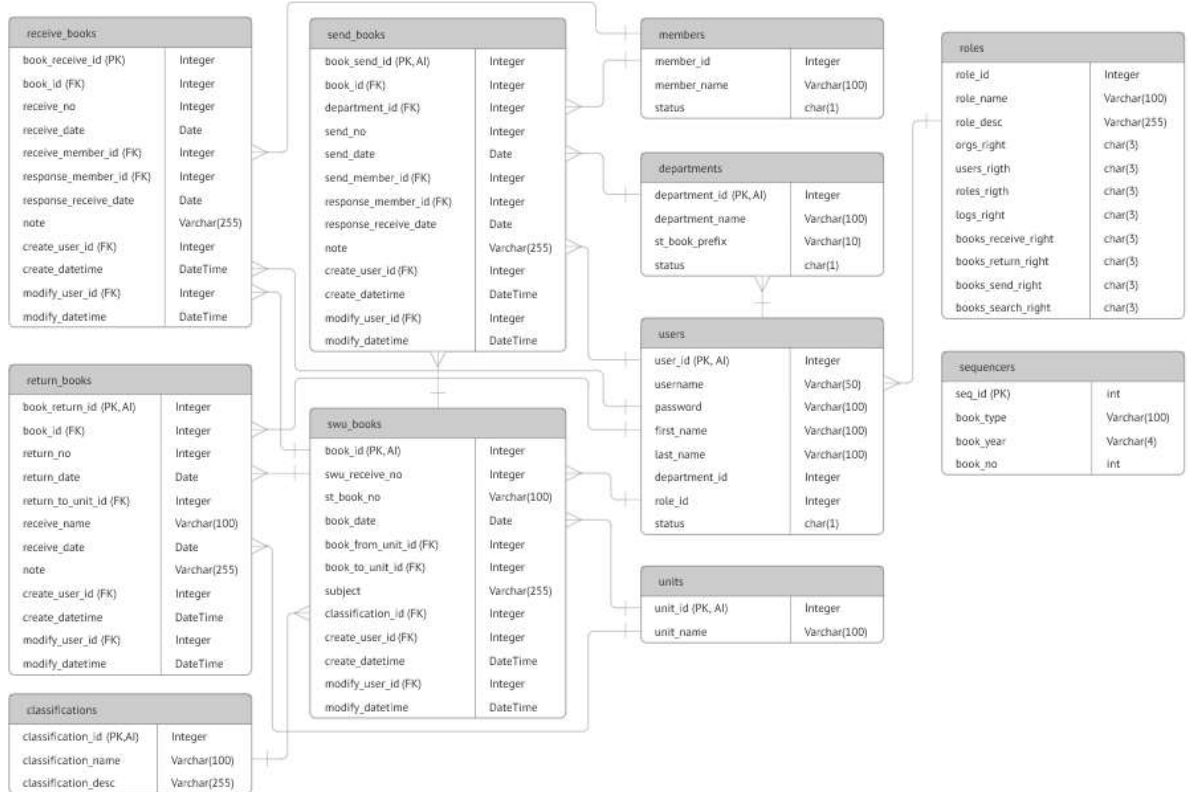 receive_books
book_receive_id (PK) Integer
book_id (FK) Integer
receive_no Integer
receive_date Date
receive_member_id (FK) Integer
response_member_id (FK) Integer
response_receive_date Date
note Varchar(255)
create_user_id (FK) Integer
create_datetime DateTime
modify_user_id (FK) Integer
modify_datetime DateTime
return_books
book_return_id (PK, AI) Integer
book_id (FK) Integer
return_no Integer
return_date Date
return_to_unit_id (FK) Integer
receive_name Varchar(100)
receive_date Date
note Varchar(255)
create_user_id (FK) Integer
create_datetime DateTime
modify_user_id (FK) Integer
modify_datetime DateTime
classifications
classification_id (PK,AI) Integer
classification_name Varchar(100)
classification_desc Varchar(255)
send_books
book_send_id (PK, AI) Integer
book_id (FK) Integer
department_id (FK) Integer
send_no Integer
send_date Date
send_member_id (FK) Integer
response_member_id (FK) Integer
response_receive_date Date
note Varchar(255)
create_user_id (FK) Integer
create_datetime DateTime
modify_user_id (FK) Integer
modify_datetime DateTime
swu_books
book_id (PK, AI) Integer
swu_receive_no Integer
st_book_no Varchar(100)
book_date Date
book_from_unit_id (FK) Integer
book_to_unit_id (FK) Integer
subject Varchar(255)
classification_id (FK) Integer
create_user_id (FK) Integer
create_datetime DateTime
modify_user_id (FK) Integer
modify_datetime DateTime
members
member_id Integer
member_name Varchar(100)
status char(1)
departments
department_id (PK, AI) Integer
department_name Varchar(100)
st_book_prefix Varchar(10)
status char(1)
users
user_id (PK, AI) Integer
username Varchar(50)
password Varchar(100)
first_name Varchar(100)
last_name Varchar(100)
department_id Integer
role_id Integer
status char(1)
units
unit_id (PK, AI) Integer
unit_name Varchar(100)
roles
role_id Integer
role_name Varchar(100)
role_desc Varchar(255)
orgs_right char(3)
users_rigth char(3)
roles_rigth char(3)
logs_right char(3)
books_receive_right char(3)
books_return_right char(3)
books_send_right char(3)
books_search_right char(3)
sequencers
seq_id (PK) int
book_type Varchar(100)
book_year Varchar(4)
book_no int